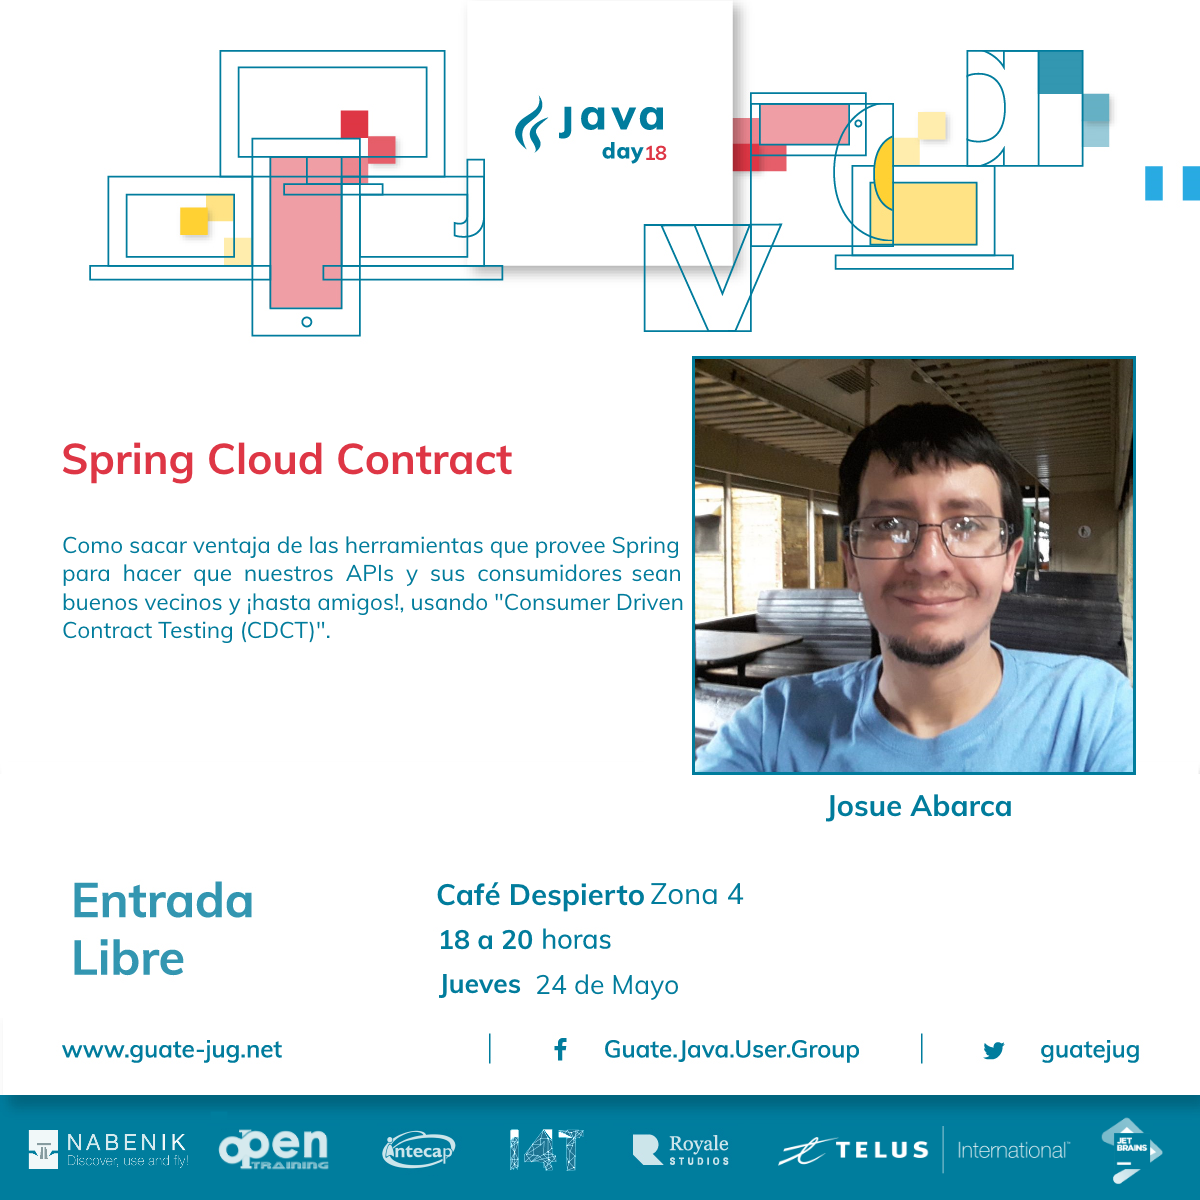 Java
day18
Spring Cloud Contract
Como sacar ventaja de las herramientas que provee Spring
para hacer que nuestros APIs y sus consumidores sean
buenos vecinos y ¡hasta amigos!, usando "Consumer Driven
Contract Testing (CDCT)".
Josue Abarca
Entrada
Libre
Café Despierto Zona 4
18 a 20 horas
Jueves 24 de Mayo
www.guate-jug.net
Guate.Java.User.Group
guatejug
NABENIK
Discover, use and fly!
Open
TRAINING
intecap
I4T
Royale
STUDIOS
TELUS International
JET
BRAINS